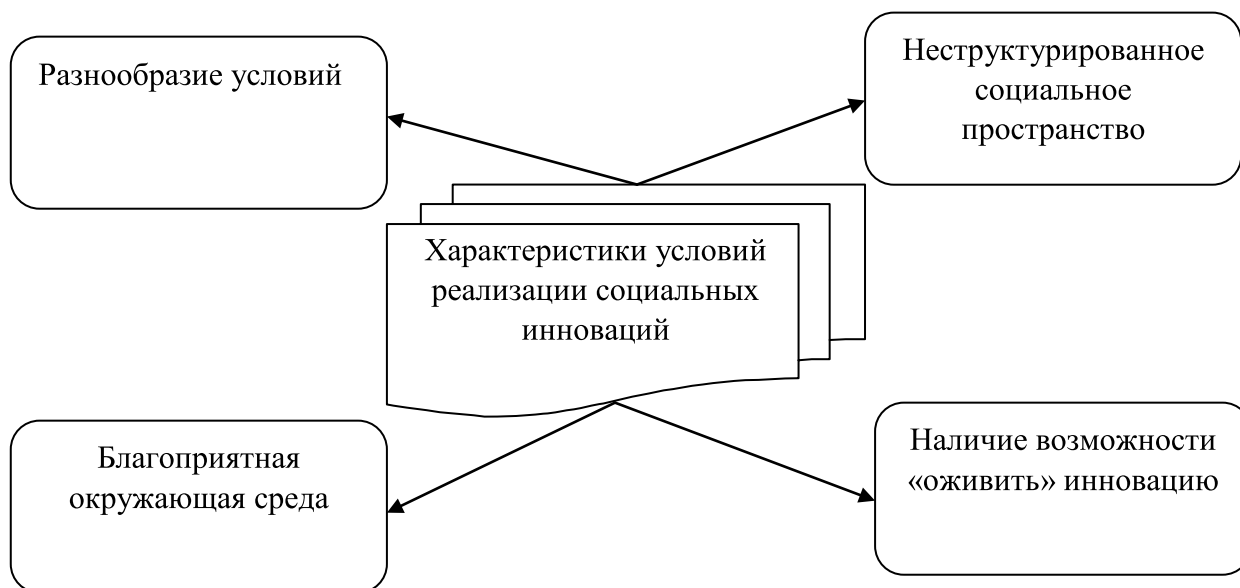 Разнообразие условий
Неструктурированное
социальное
пространство
Характеристики условий
реализации социальных
инноваций
Благоприятная
окружающая среда
Наличие возможности
«оживить» инновацию